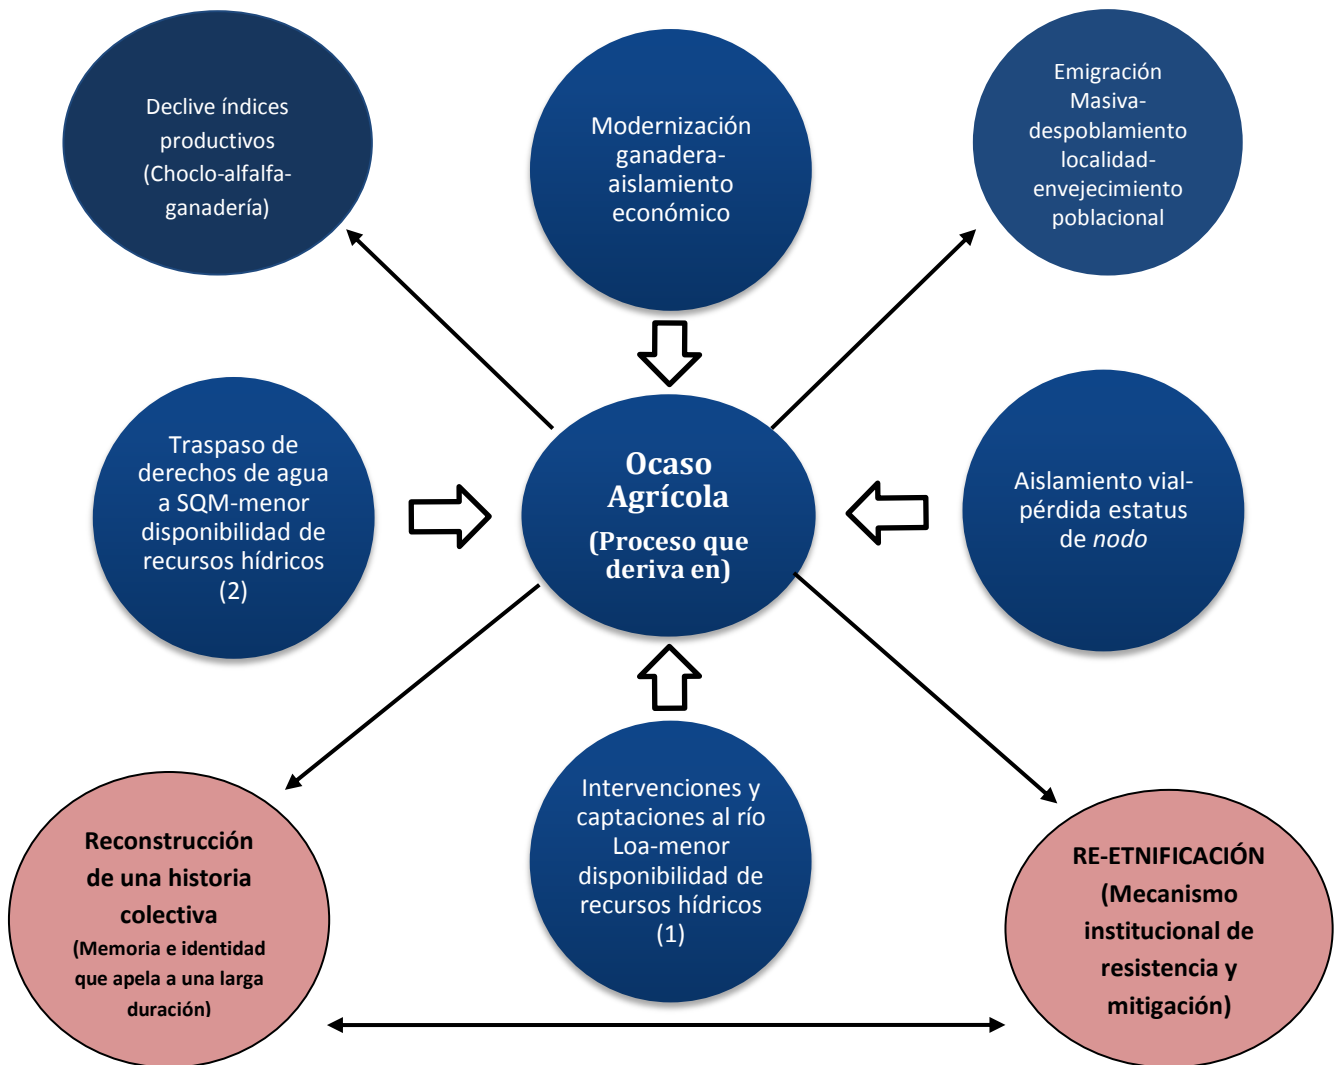 Declive índices
productivos
(Choclo-alfalfa-
ganadería)
Modernización
ganadera-
aislamiento
económico
Emigración
Masiva-
despoblamiento
localidad-
envejecimiento
poblacional
Traspaso de
derechos de agua
a SQM-menor
disponibilidad de
recursos hídricos
(2)
Ocaso
Agrícola
(Proceso que
deriva en)
Aislamiento vial-
pérdida estatus
de nodo
Reconstrucción
de una historia
colectiva
(Memoria e identidad
que apela a una larga
duración)
Intervenciones y
captaciones al río
Loa-menor
disponibilidad de
recursos hídricos
(1)
RE-ETNIFICACIÓN
(Mecanismo
institucional de
resistencia y
mitigación)